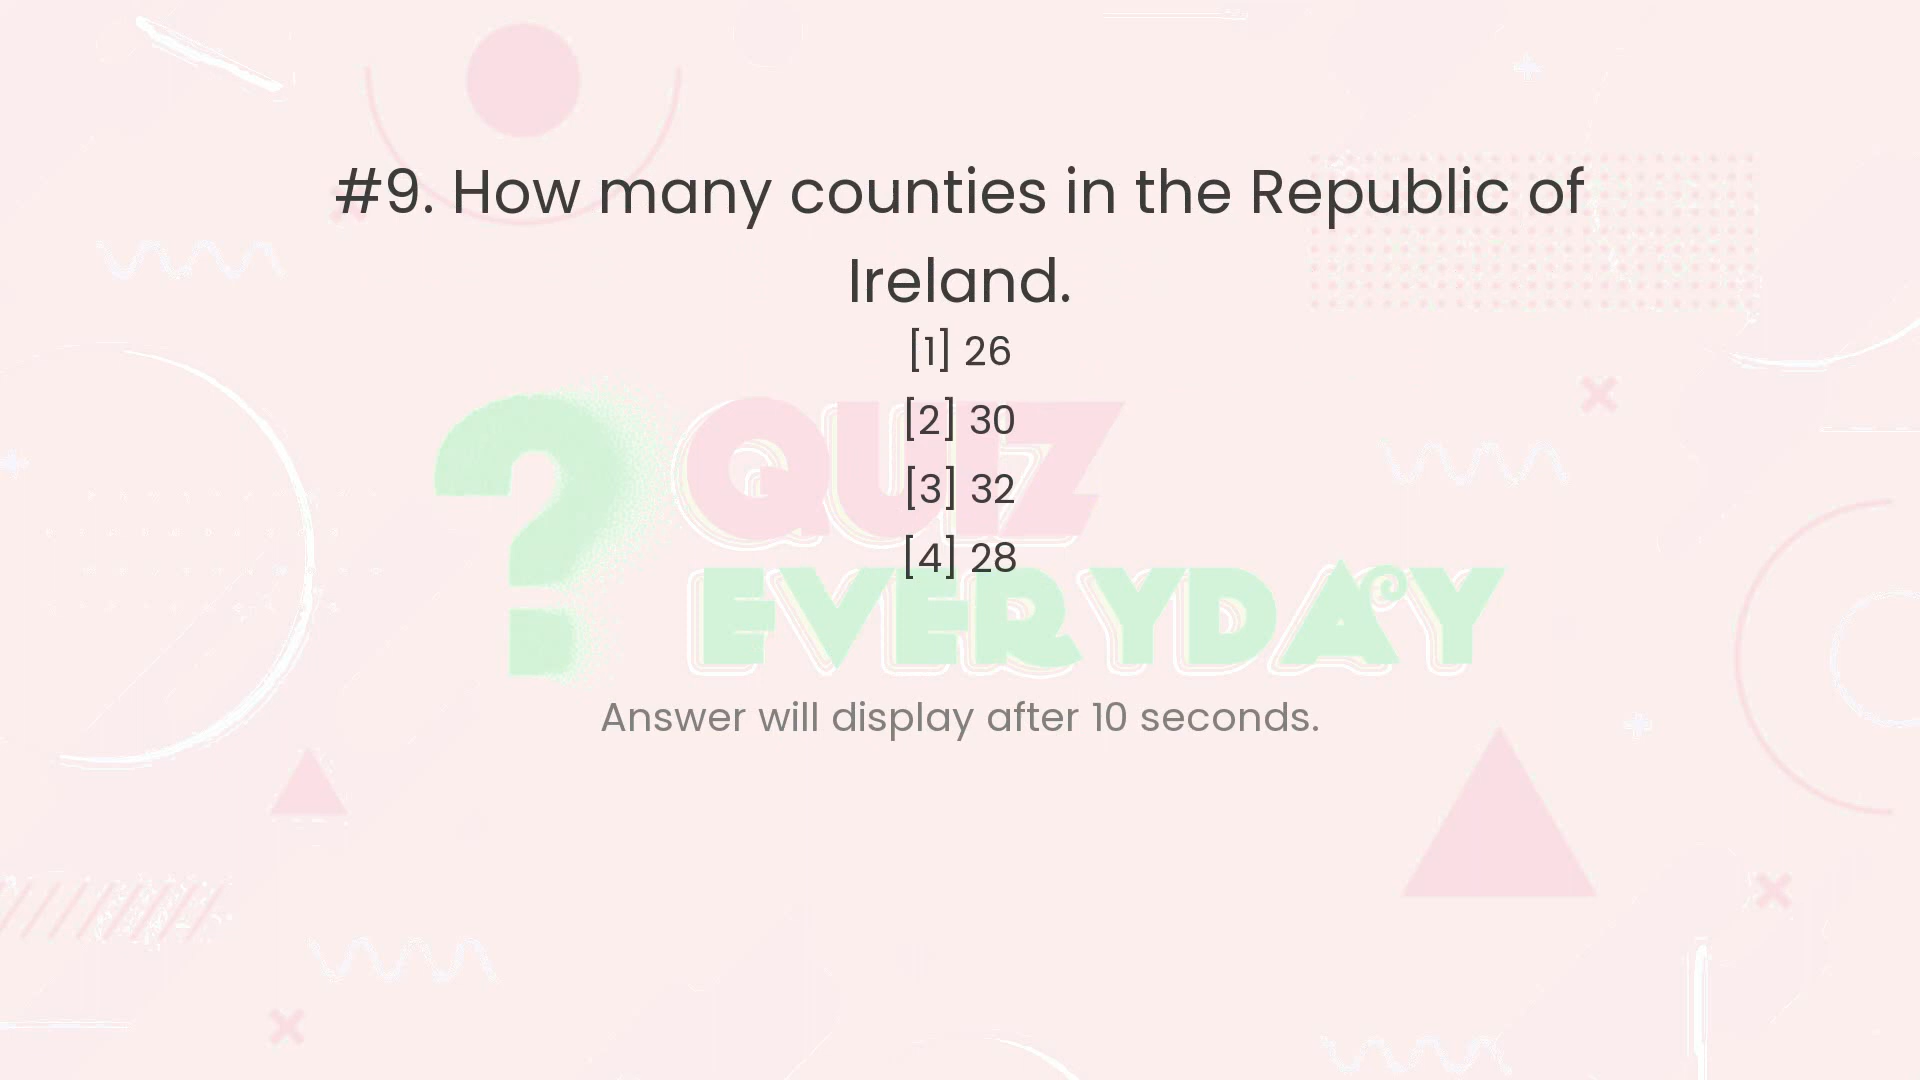 #9. How many counties in the Republic of
Ireland.
[1] 26
[2] 30
[3] 32
[4] 28
QUIZ
EVERYDAY
Answer will display after 10 seconds.